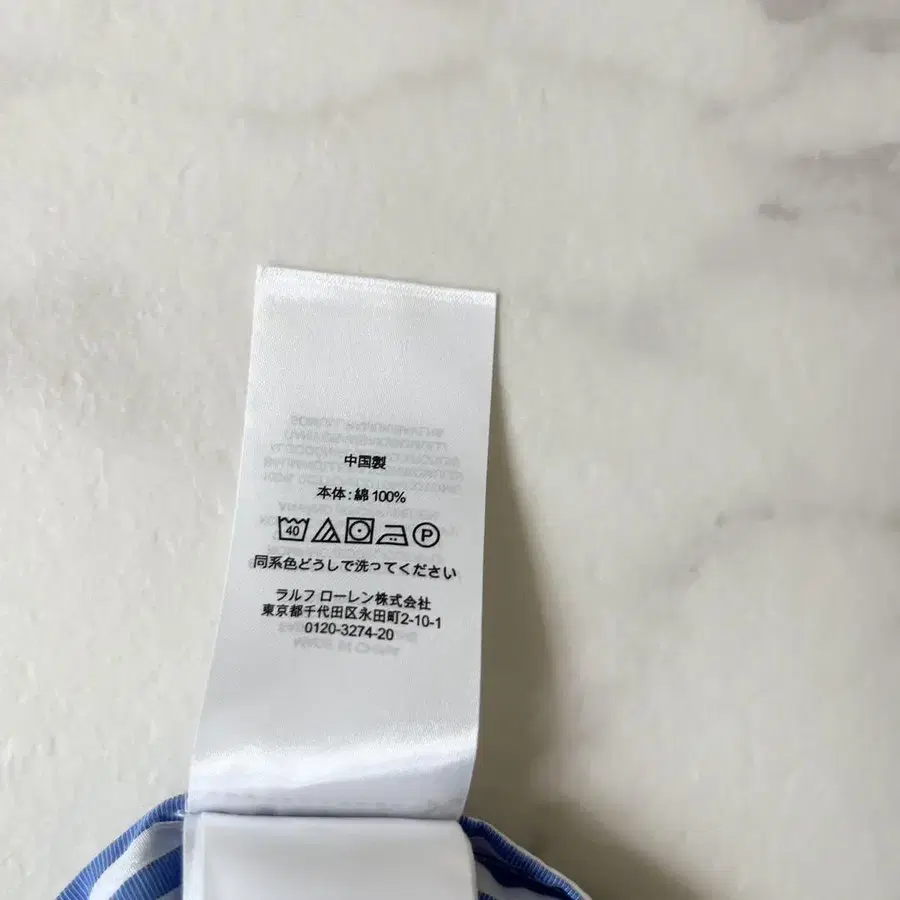 中国製
本体:綿 100%
40 P
同系色どうしで洗ってください
ラルフ ローレン株式会社
東京都千代田区永田町2-10-1
0120-3274-20